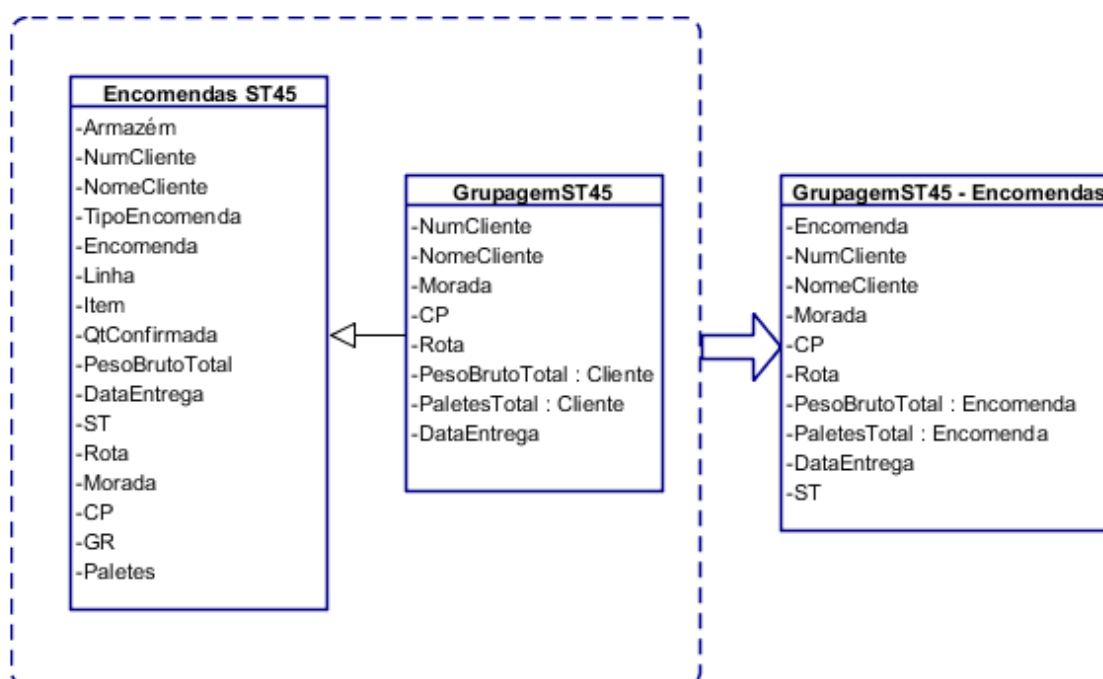 Encomendas ST45
-Armazém
-NumCliente
-NomeCliente
-TipoEncomenda
-Encomenda
-Linha
-Item
-QtConfirmada
-PesoBrutoTotal
-DataEntrega
-ST
-Rota
-Morada
-CP
-GR
-Paletes
GrupagemST45
-NumCliente
-NomeCliente
-Morada
-CP
-Rota
-PesoBrutoTotal : Cliente
-PaletesTotal : Cliente
-DataEntrega
GrupagemST45 - Encomendas
-Encomenda
-NumCliente
-NomeCliente
-Morada
-CP
-Rota
-PesoBrutoTotal : Encomenda
-PaletesTotal : Encomenda
-DataEntrega
-ST